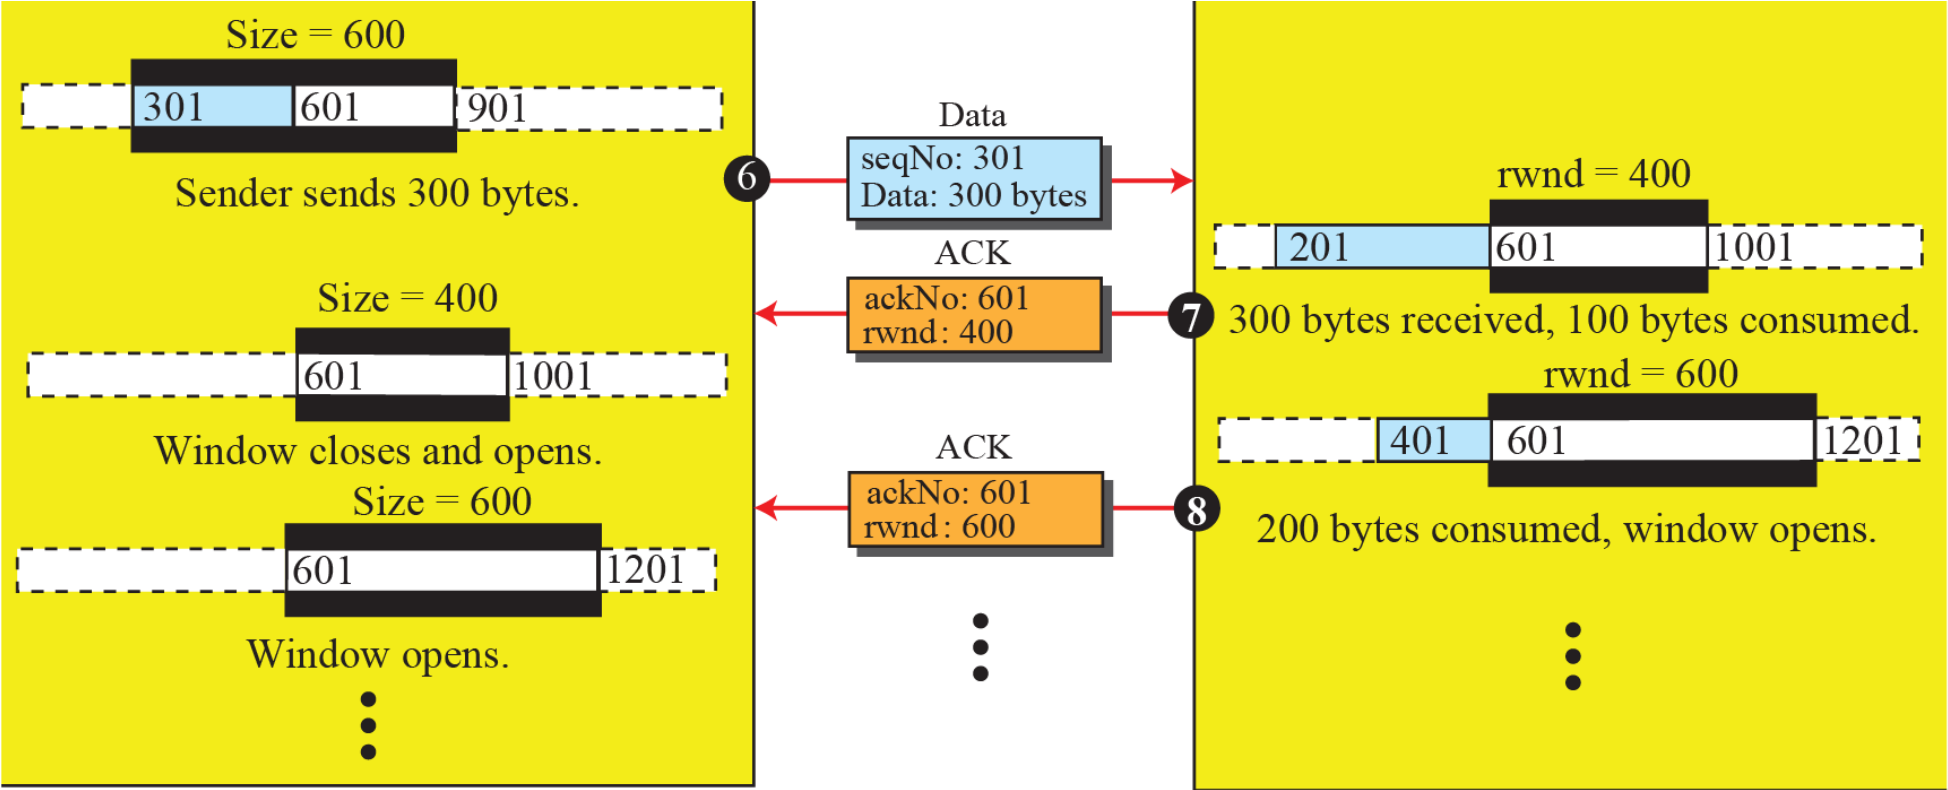 Size = 600
301 601 901
Sender sends 300 bytes.
Size = 400
601 1001
Window closes and opens.
Size = 600
601 1201
Window opens.
Data
6 seqNo: 301
Data: 300 bytes
ACK
ackNo: 601
rwnd: 400 7
ACK
ackNo: 601
rwnd: 600 8
rwnd = 400
201 601 1001
300 bytes received, 100 bytes consumed.
rwnd = 600
401 601 1201
200 bytes consumed, window opens.